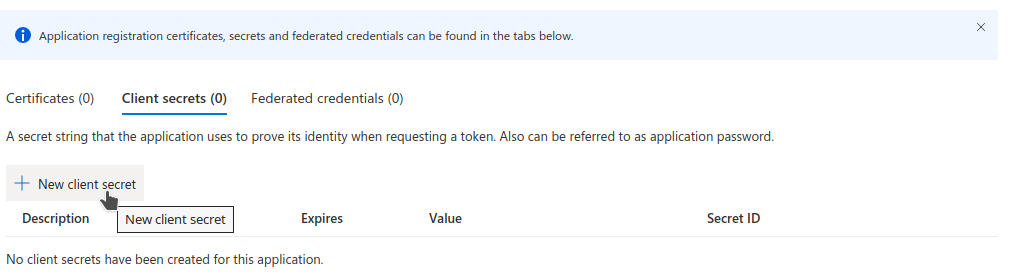 Application registration certificates, secrets and federated credentials can be found in the tabs below.
Certificates (0) Client secrets (0) Federated credentials (0)
A secret string that the application uses to prove its identity when requesting a token. Also can be referred to as application password.
New client secret
Description Expires Value Secret ID
New client secret
No client secrets have been created for this application.